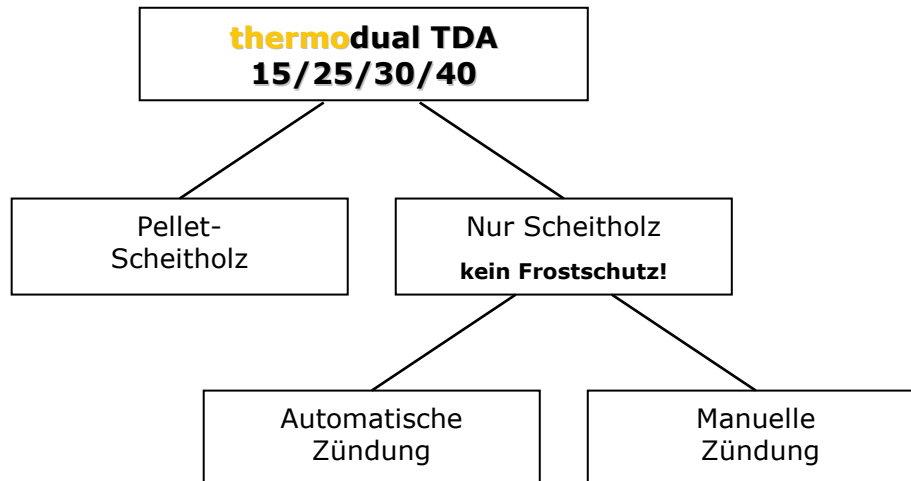 thermodual TDA
15/25/30/40
Pellet-
Scheitholz
Nur Scheitholz
kein Frostschutz!
Automatische
Zündung
Manuelle
Zündung